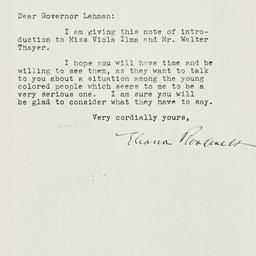 Dear Governor Lehman:
I am giving this note of intro-
duction to Miss Viola Ilma and Mr. Walter
Thayer.
I hope you will have time and be
willing to see them, as they want to talk
to you about a situation among the young
colored people which seems to me to be a
very serious one. I am sure you will
be glad to consider what they have to say.
Very cordially yours,
Eleanor Roosevelt